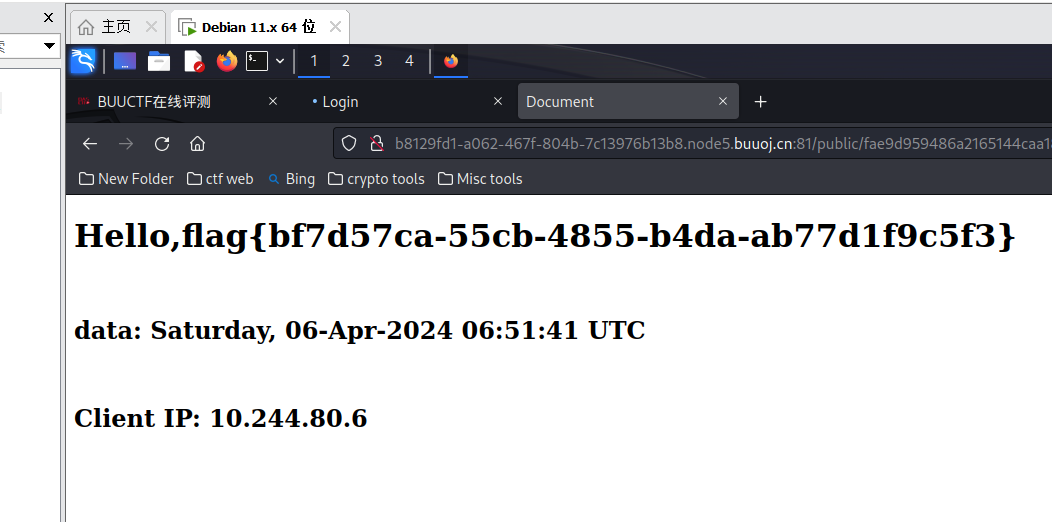 主页
Debian 11.x 64 位
索
1 2 3 4
BUUCTF在线评测
Login
Document
b8129fd1-a062-467f-804b-7c13976b13b8.node5.buuoj.cn:81/public/fae9d959486a2165144caa1
New Folder
ctf web
Bing
crypto tools
Misc tools
Hello,flag{bf7d57ca-55cb-4855-b4da-ab77d1f9c5f3}
data: Saturday, 06-Apr-2024 06:51:41 UTC
Client IP: 10.244.80.6